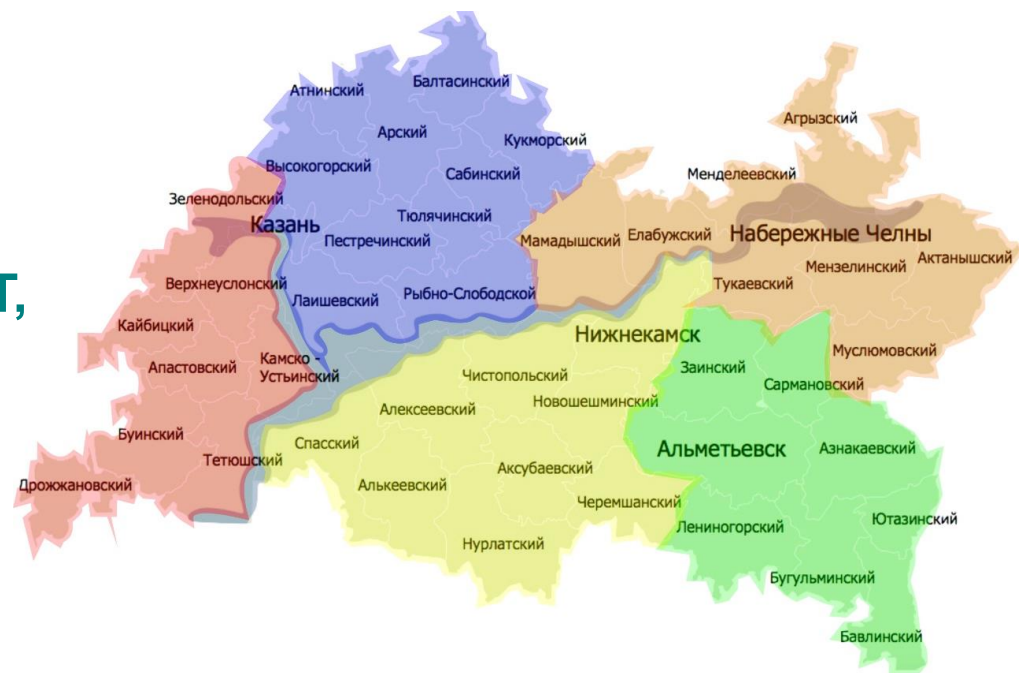 Балтасинский
Атнинский
Агрызский
Арский
Кукморский
Высокогорский
Сабинский
Менделеевский
Зеленодольский
Тюлячинский
Казань
Пестречинский
Мамадышский
Елабужский
Набережные Челны
Актанышский
Мензелинский
Верхнеуслонский
Тукаевский
Лаишевский
Рыбно-Слободской
т,
Кайбицкий
Нижнекамск
Муслюмовский
Апастовский
Камско -
Устьинский
Заинский
Чистопольский
Сармановский
Новошешминский
Алексеевский
Буинский
Спасский
Альметьевск
Азнакаевский
Тетюшский
Аксубаевский
Дрожжановский
Алькеевский
Черемшанский
Лениногорский
Ютазинский
Нурлатский
Бугульминский
Бавлинский